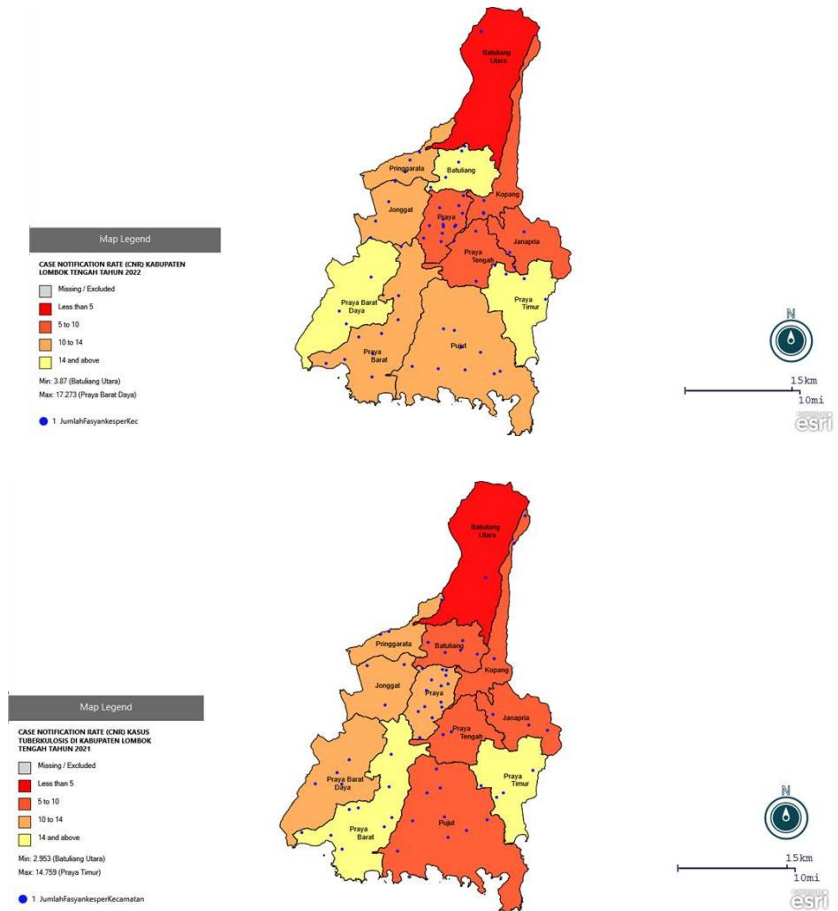 Batuliang
Utara
Pringgarata
Batuliang
Jonggat
Kopang
Praya
Janapria
Praya
Tengah
Praya Barat
Daya
Praya
Timur
Praya
Barat
Pujut
Map Legend
CASE NOTIFICATION RATE (CNR) KABUPATEN
LOMBOK TENGAH TAHUN 2022
Missing / Excluded
Less than 5
5 to 10
10 to 14
14 and above
Min: 3.87 (Batuliang Utara)
Max: 17.273 (Praya Barat Daya)
1 JumlahFasyankesperKec
N
15km
10mi
esri
Batuliang
Utara
Pringgarata
Batuliang
Kopang
Jonggat
Praya
Janapria
Praya
Tengah
Praya Barat
Daya
Praya
Timur
Praya
Barat
Pujut
Map Legend
CASE NOTIFICATION RATE (CNR) KASUS
TUBERKULOSIS DI KABUPATEN LOMBOK
TENGAH TAHUN 2021
Missing / Excluded
Less than 5
5 to 10
10 to 14
14 and above
Min: 2.953 (Batuliang Utara)
Max: 14.759 (Praya Timur)
1 JumlahFasyankesperKecamatan
N
15km
10mi
esri